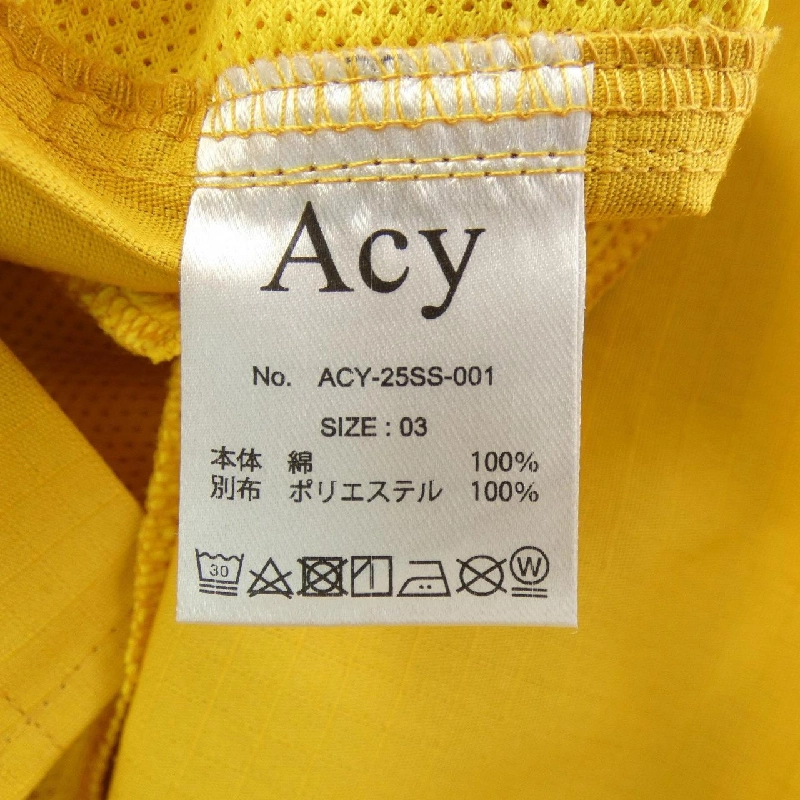 Acy
No. ACY-25SS-001
SIZE : 03
本体 綿 100%
別布 ポリエステル 100%
30 W